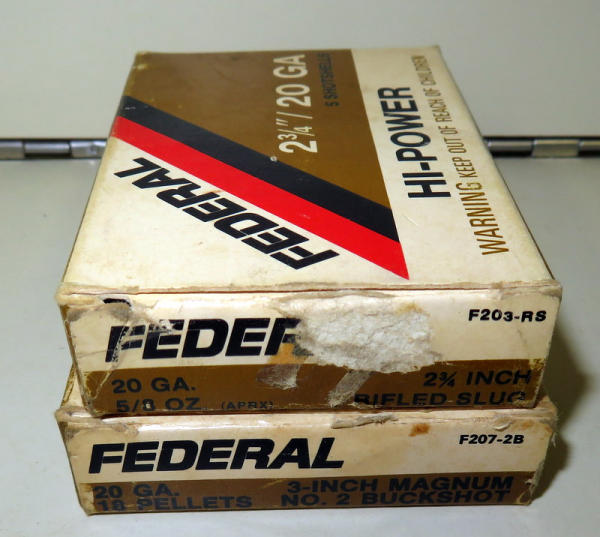 2¾"/20 GA
5 SHOTSHELLS
FEDERAL
HI-POWER
WARNING KEEP OUT OF REACH OF CHILDREN
FEDER
F203-RS
20 GA. 2¾ INCH
5/8 OZ. (APRX) RIFLED SLUG
FEDERAL
F207-2B
20 GA. 3-INCH MAGNUM
18 PELLETS NO. 2 BUCKSHOT